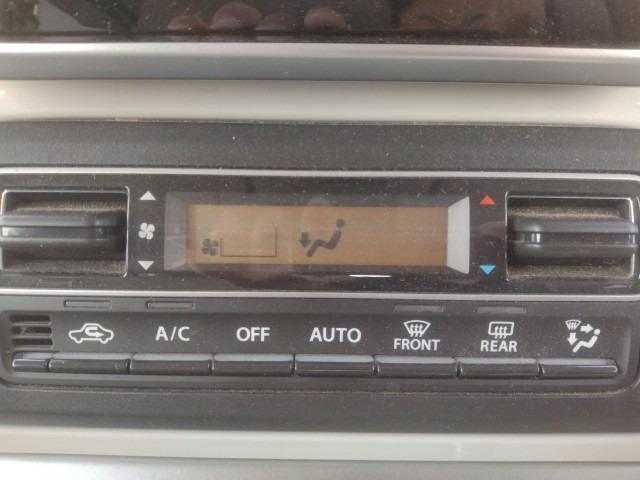 A/C OFF AUTO FRONT REAR